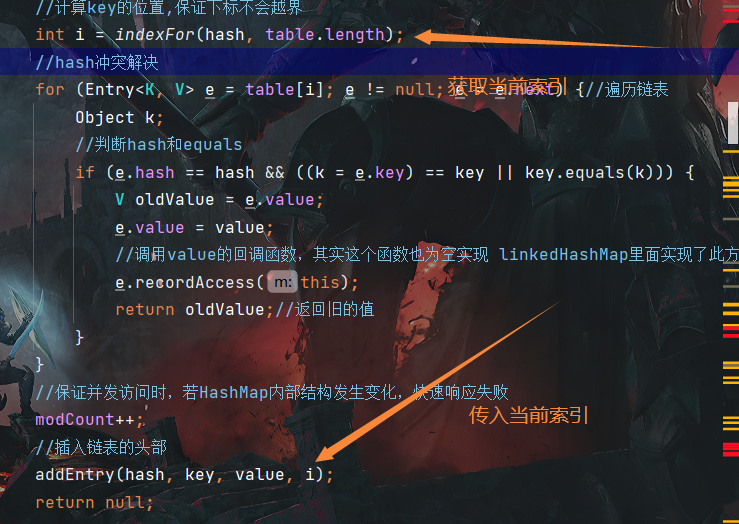 //计算key的位置,保证下标不会越界
int i = indexFor(hash, table.length);
//hash冲突解决
获取当前索引
for (Entry<K, V> e = table[i]; e != null; e = e.next) {//遍历链表
Object k;
//判断hash和equals
if (e.hash == hash && ((k = e.key) == key || key.equals(k))) {
V oldValue = e.value;
e.value = value;
//调用value的回调函数，其实这个函数也为空实现 linkedHashMap里面实现了此方
e.recordAccess( m: this);
return oldValue;//返回旧的值
}
}
//保证并发访问时，若HashMap内部结构发生变化，快速响应失败
modCount++;
传入当前索引
//插入链表的头部
addEntry(hash, key, value, i);
return null;